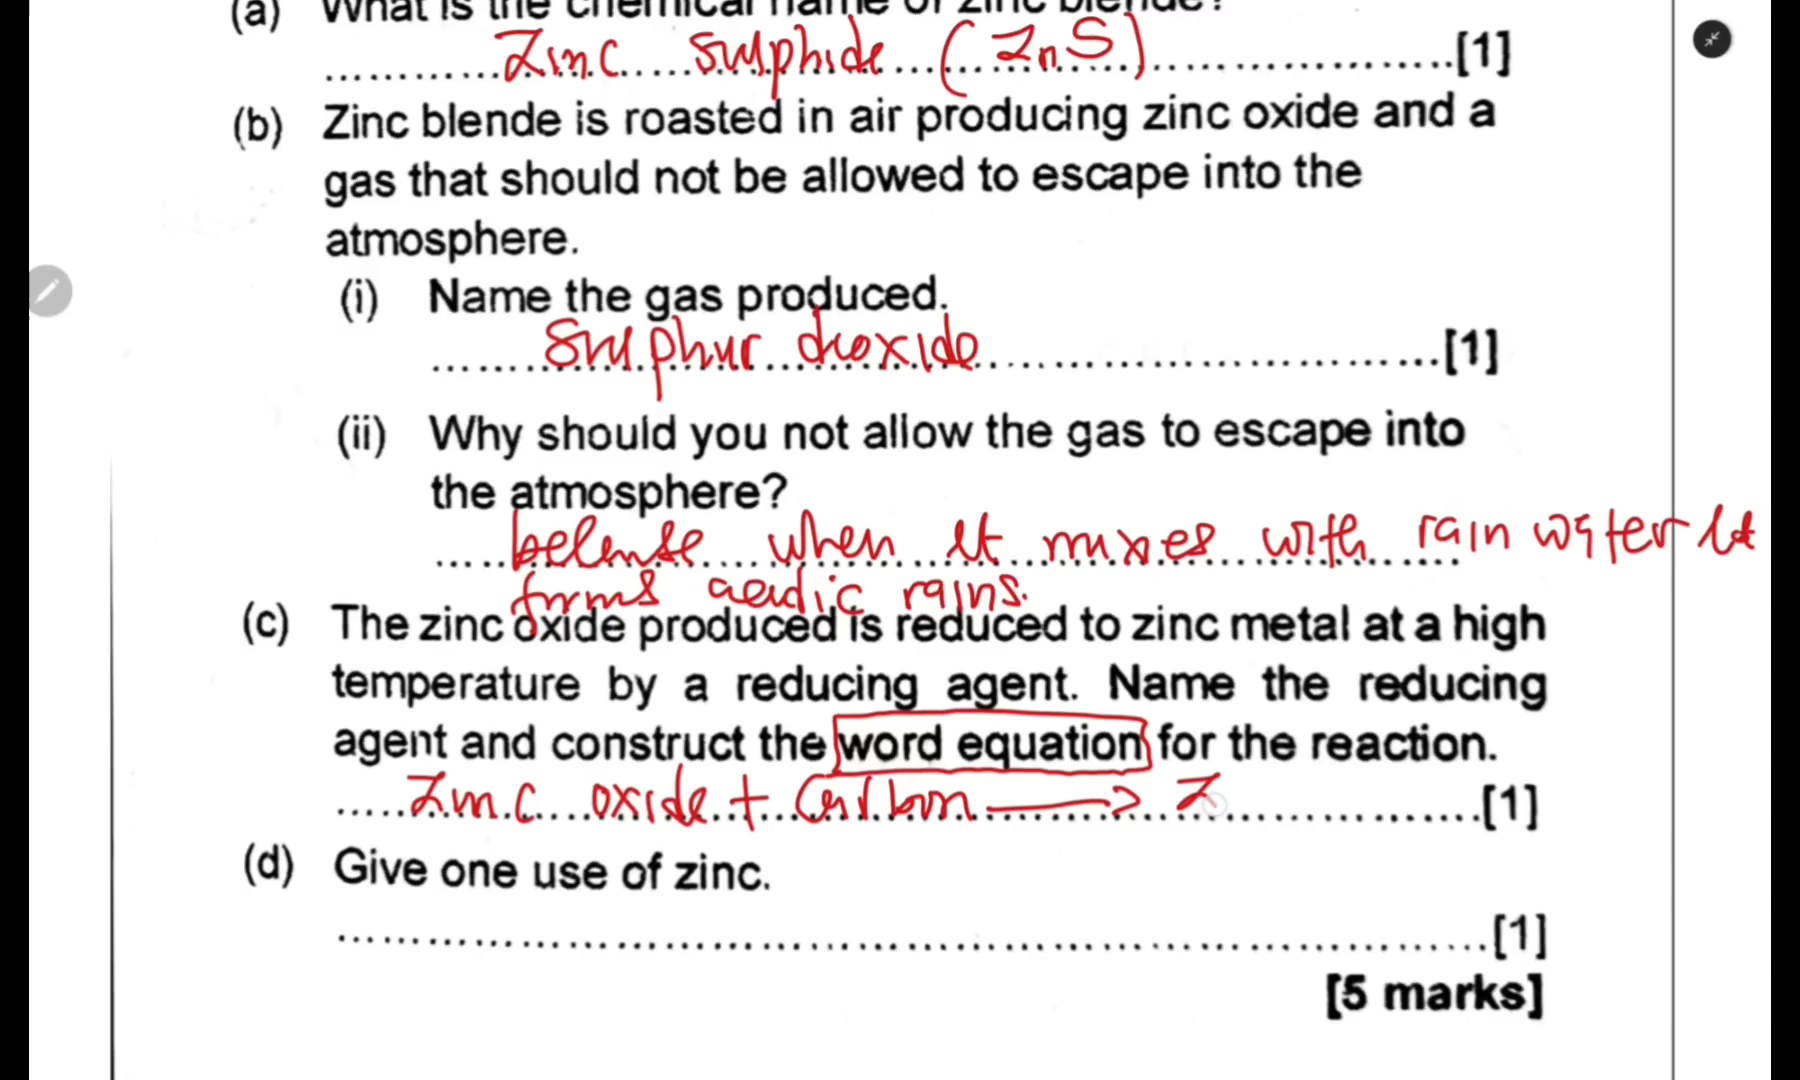 (a) What is the chemical name of zinc blende?
Zinc sulphide (ZnS) [1]
(b) Zinc blende is roasted in air producing zinc oxide and a
gas that should not be allowed to escape into the
atmosphere.
(i) Name the gas produced.
Sulphur dioxide [1]
(ii) Why should you not allow the gas to escape into
the atmosphere?
because when it mixes with rain water it
forms acidic rains.
(c) The zinc oxide produced is reduced to zinc metal at a high
temperature by a reducing agent. Name the reducing
agent and construct the word equation for the reaction.
Zinc oxide + Carbon → Z [1]
(d) Give one use of zinc.
[1]
[5 marks]